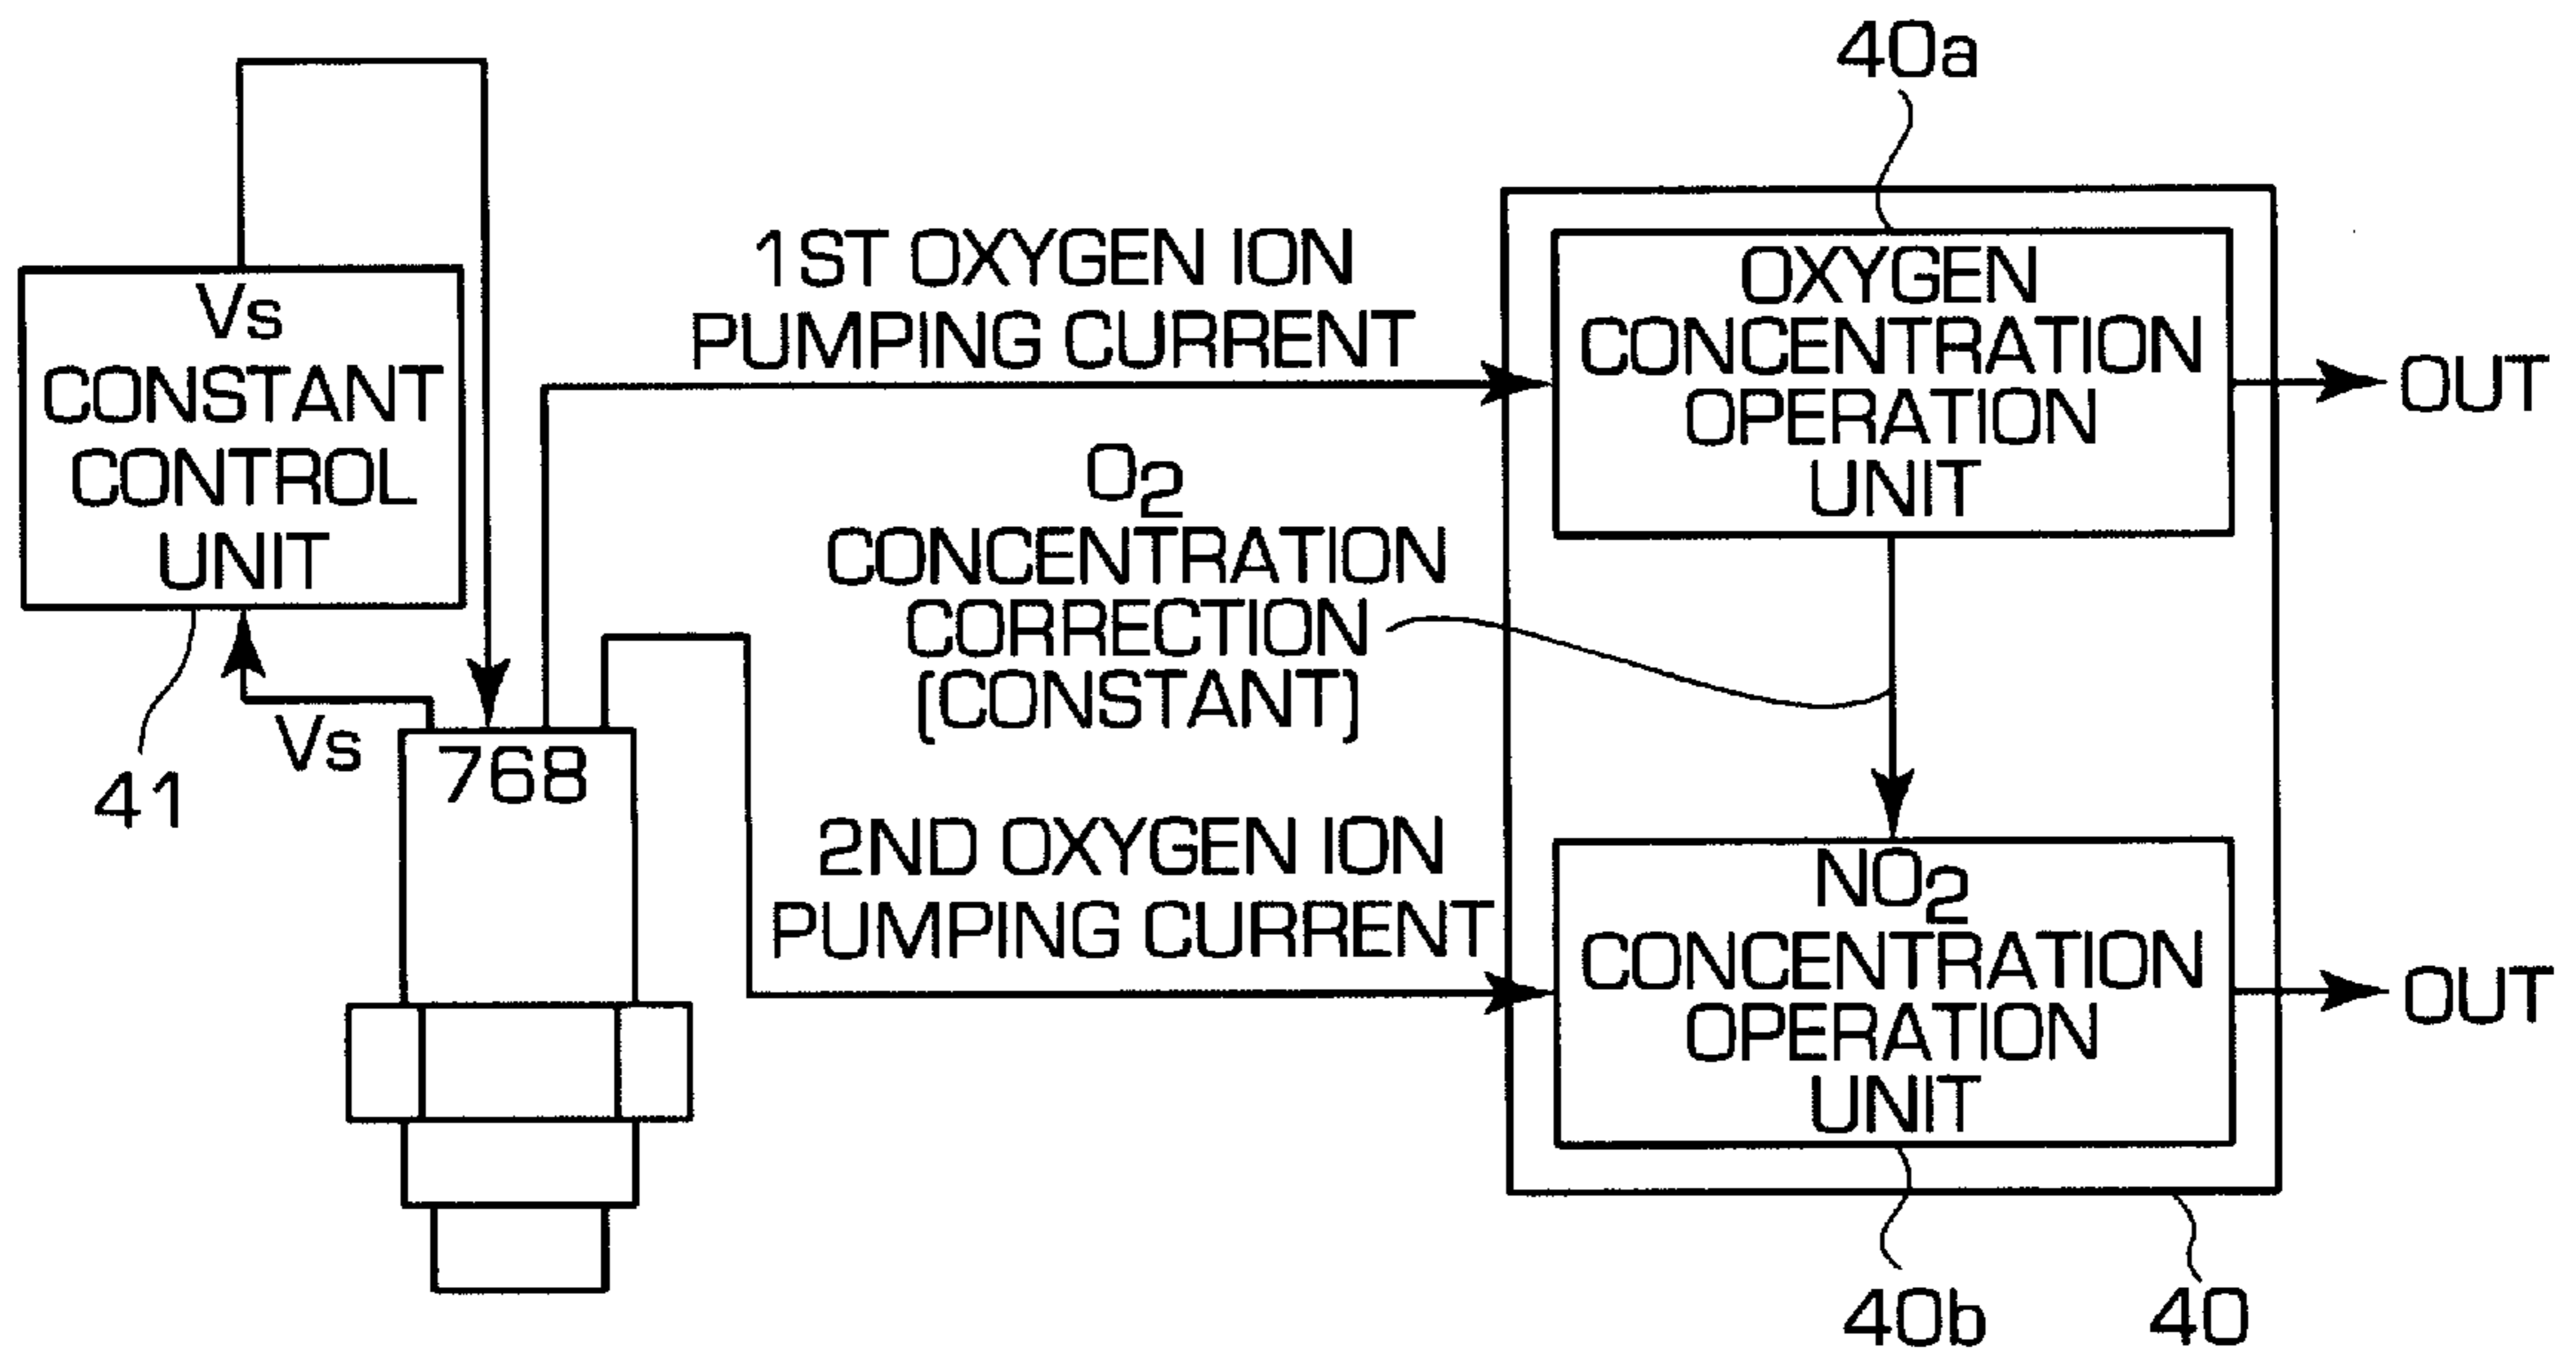 40a
Vs
CONSTANT
CONTROL
UNIT
41
Vs
768
1ST OXYGEN ION
PUMPING CURRENT
O2
CONCENTRATION
CORRECTION
(CONSTANT)
2ND OXYGEN ION
PUMPING CURRENT
OXYGEN
CONCENTRATION
OPERATION
UNIT
OUT
NO2
CONCENTRATION
OPERATION
UNIT
OUT
40b
40